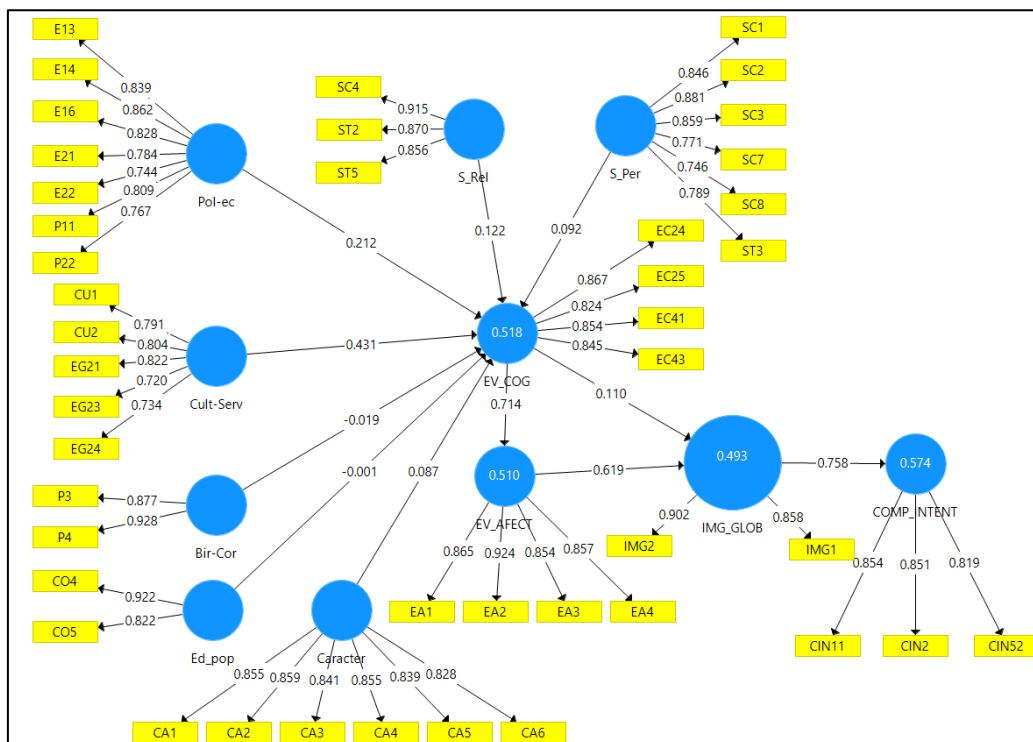 E13
E14
E16
E21
E22
P11
P22
0.839
0.862
0.828
0.784
0.744
0.809
0.767
Pol-ec
0.212
SC4
ST2
ST5
0.915
0.870
0.856
S_Rel
0.122
SC1
SC2
SC3
SC7
SC8
ST3
0.846
0.881
0.859
0.771
0.746
0.789
S_Per
0.092
CU1
CU2
EG21
EG23
EG24
0.791
0.804
0.822
0.720
0.734
Cult-Serv
0.431
EC24
EC25
EC41
EC43
0.867
0.824
0.854
0.845
0.518
EV_COG
0.714
0.110
P3
P4
0.877
0.928
Bir-Cor
-0.019
CO4
CO5
0.922
0.822
Ed_pop
-0.001
Caracter
0.087
0.855
0.859
0.841
0.855
0.839
0.828
CA1
CA2
CA3
CA4
CA5
CA6
0.510
EV_AFECT
0.619
0.865
0.924
0.854
0.857
EA1
EA2
EA3
EA4
0.493
IMG_GLOB
0.758
0.902
0.858
IMG2
IMG1
0.574
COMP_INTENT
0.854
0.851
0.819
CIN11
CIN2
CIN52